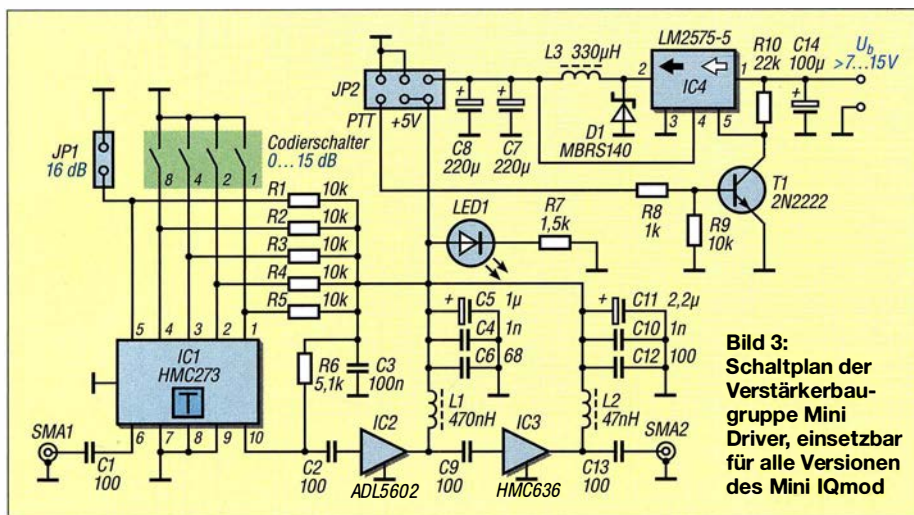 LM2575-5
R10
22k
C14
100µ
U_b
>7...15V
L3 330µH
2
1
IC4
3
4
5
JP2
PTT
+5V
C8
220µ
C7
220µ
D1
MBRS140
T1
2N2222
R8
1k
R9
10k
JP1
16 dB
Codierschalter
0...15 dB
8
4
2
1
R1
10k
R2
10k
R3
10k
R4
10k
R5
10k
LED1
R7
1,5k
5
4
3
2
1
IC1
HMC273
T
6
7
8
9
10
R6
5,1k
C3
100n
C5
1µ
C4
1n
C6
68
C11
2,2µ
C10
1n
C12
100
L1
470nH
L2
47nH
SMA1
C1
100
C2
100
IC2
ADL5602
C9
100
IC3
HMC636
C13
100
SMA2
Bild 3:
Schaltplan der
Verstärkerbau-
gruppe Mini
Driver, einsetzbar
für alle Versionen
des Mini IQmod